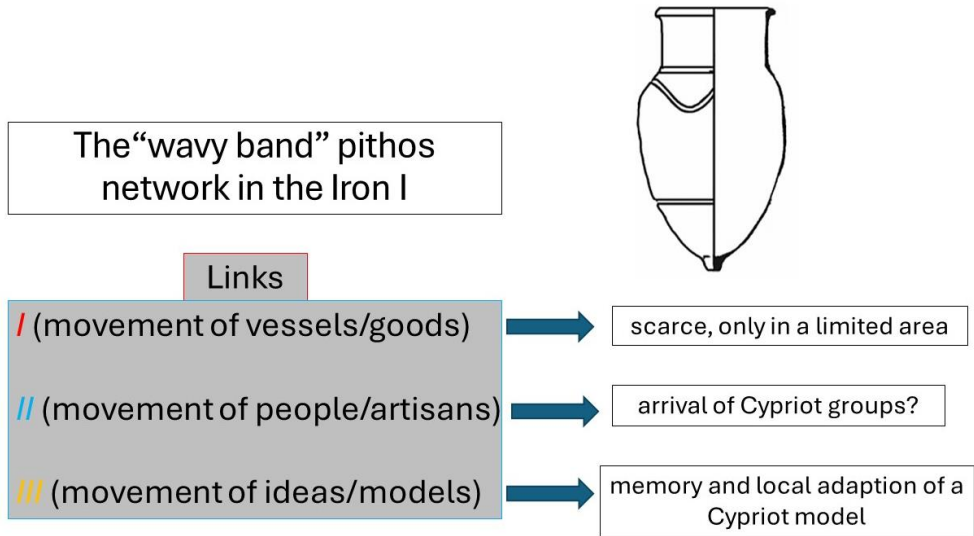 The“wavy band” pithos
network in the Iron I
Links
I (movement of vessels/goods)
scarce, only in a limited area
II (movement of people/artisans)
arrival of Cypriot groups?
III (movement of ideas/models)
memory and local adaption of a
Cypriot model